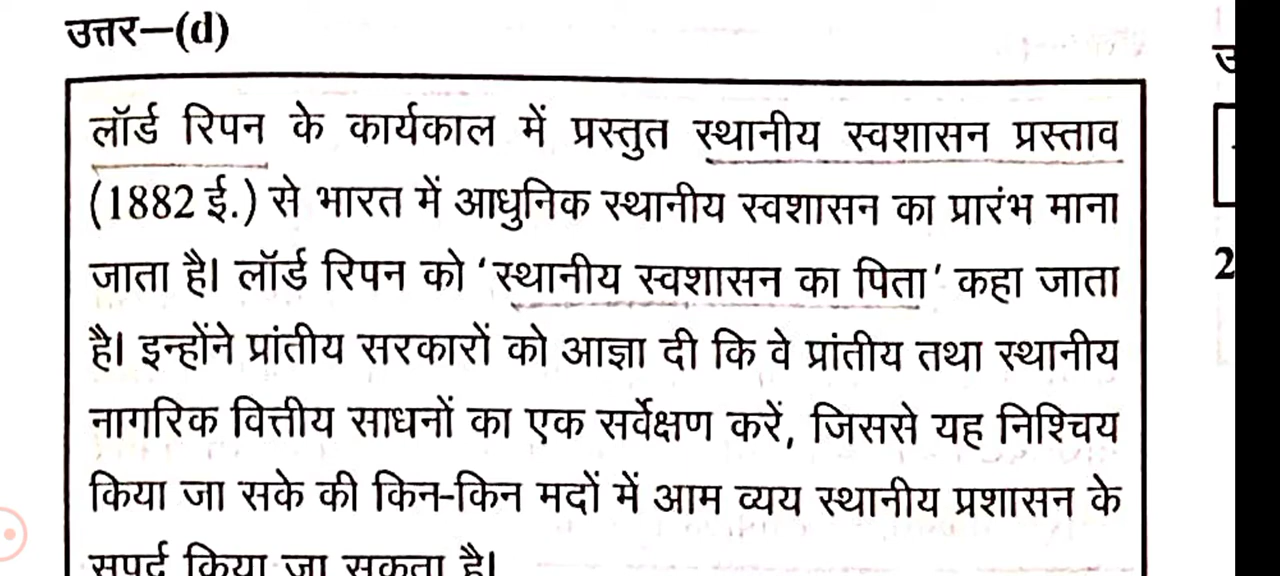 उत्तर—(d)
लॉर्ड रिपन के कार्यकाल में प्रस्तुत स्थानीय स्वशासन प्रस्ताव
(1882 ई.) से भारत में आधुनिक स्थानीय स्वशासन का प्रारंभ माना
जाता है। लॉर्ड रिपन को ‘स्थानीय स्वशासन का पिता’ कहा जाता
है। इन्होंने प्रांतीय सरकारों को आज्ञा दी कि वे प्रांतीय तथा स्थानीय
नागरिक वित्तीय साधनों का एक सर्वेक्षण करें, जिससे यह निश्चिय
किया जा सके की किन-किन मदों में आम व्यय स्थानीय प्रशासन के
सुपुर्द किया जा सकता है।
2